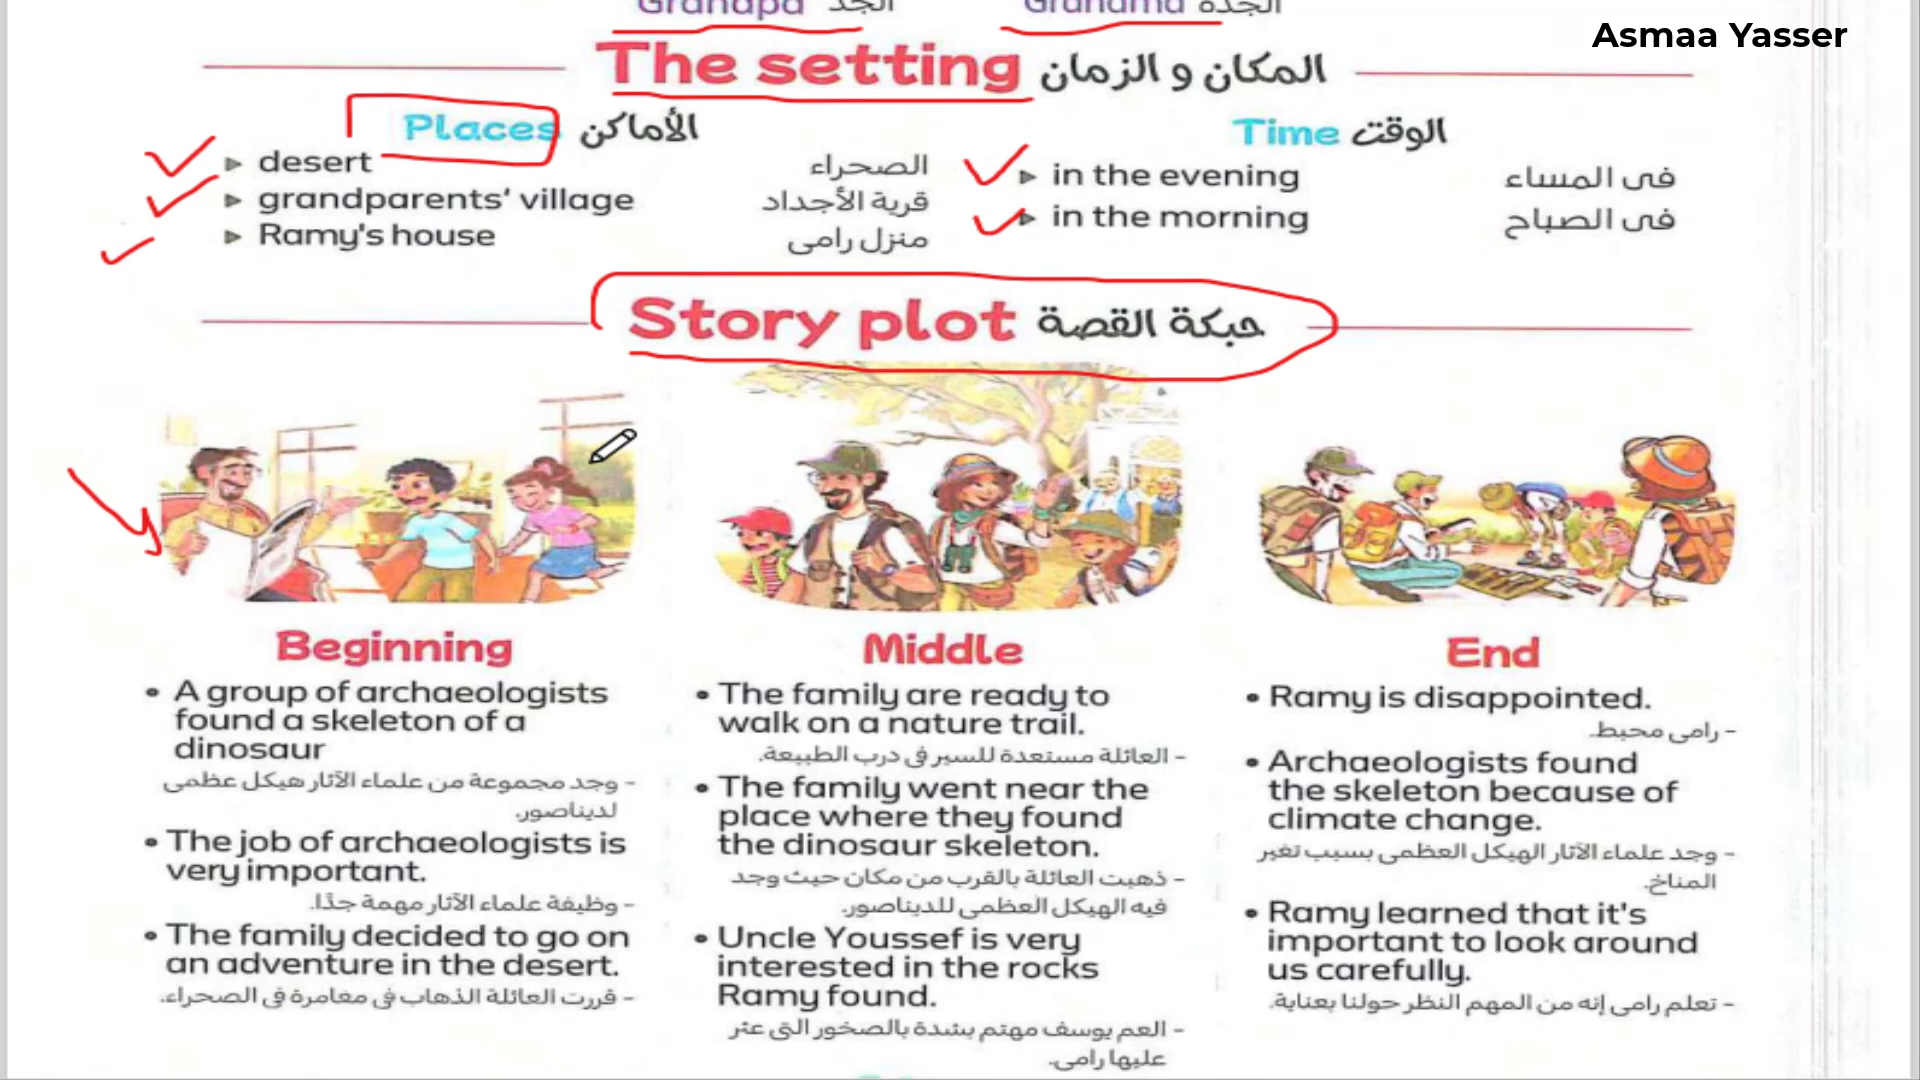 Grandpa الجد Grandma الجدة
Asmaa Yasser
The setting المكان و الزمان
Places الأماكن
desert الصحراء
grandparents' village قرية الأجداد
Ramy's house منزل رامى
Time الوقت
in the evening فى المساء
in the morning فى الصباح
Story plot حبكة القصة
Beginning
• A group of archaeologists
found a skeleton of a
dinosaur
- وجد مجموعة من علماء الآثار هيكل عظمى
لديناصور.
• The job of archaeologists is
very important.
- وظيفة علماء الآثار مهمة جدًا.
• The family decided to go on
an adventure in the desert.
- قررت العائلة الذهاب فى مغامرة فى الصحراء.
Middle
• The family are ready to
walk on a nature trail.
- العائلة مستعدة للسير فى درب الطبيعة.
• The family went near the
place where they found
the dinosaur skeleton.
- ذهبت العائلة بالقرب من مكان حيث وجد
فيه الهيكل العظمى للديناصور.
• Uncle Youssef is very
interested in the rocks
Ramy found.
- العم يوسف مهتم بشدة بالصخور التى عثر
عليها رامى.
End
• Ramy is disappointed.
- رامى محبط.
• Archaeologists found
the skeleton because of
climate change.
- وجد علماء الآثار الهيكل العظمى بسبب تغير
المناخ.
• Ramy learned that it's
important to look around
us carefully.
- تعلم رامى إنه من المهم النظر حولنا بعناية.